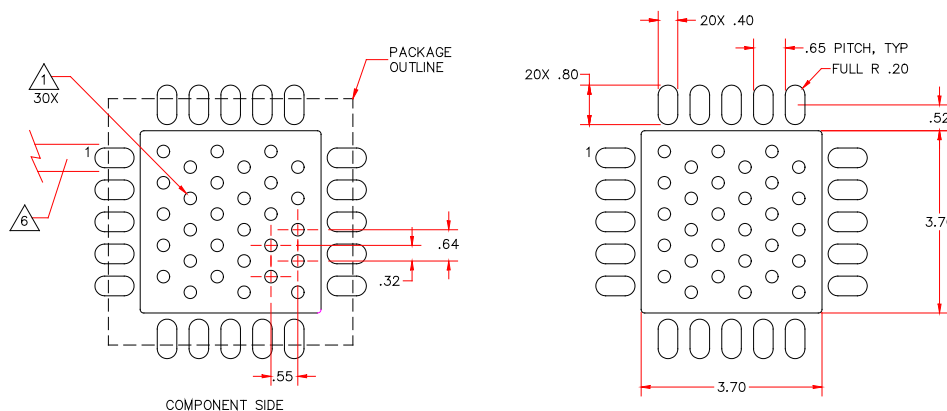 PACKAGE
OUTLINE
1
30X
1
6
.64
.32
.55
COMPONENT SIDE
20X .40
.65 PITCH, TYP
20X .80
FULL R .20
.52
1
3.70
3.70